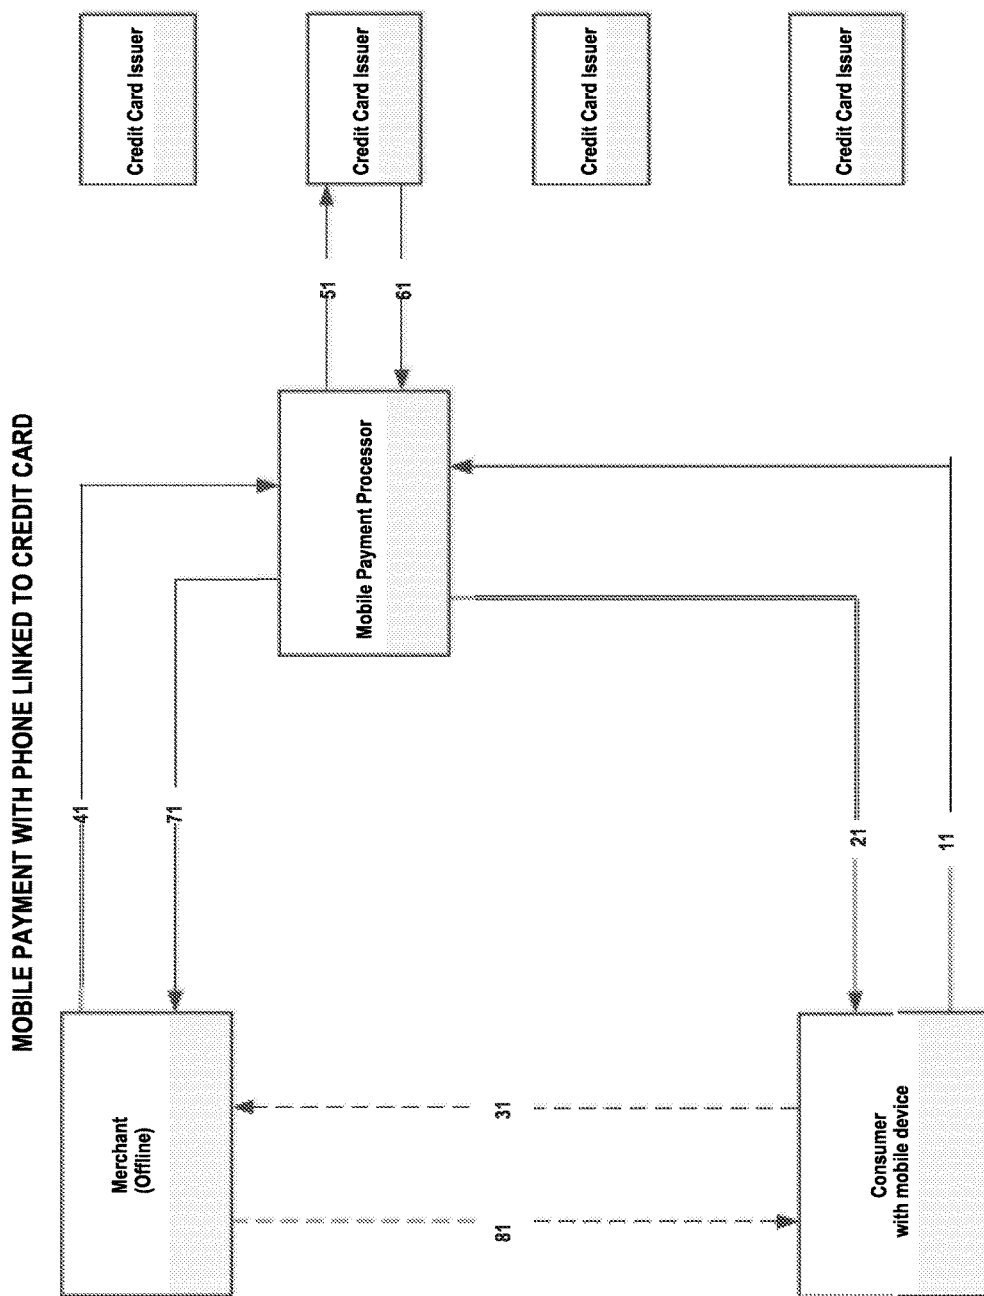 MOBILE PAYMENT WITH PHONE LINKED TO CREDIT CARD
Merchant
(Offline)
41
71
Mobile Payment Processor
51
61
Credit Card Issuer
Credit Card Issuer
Credit Card Issuer
Credit Card Issuer
81
31
21
11
Consumer
with mobile device